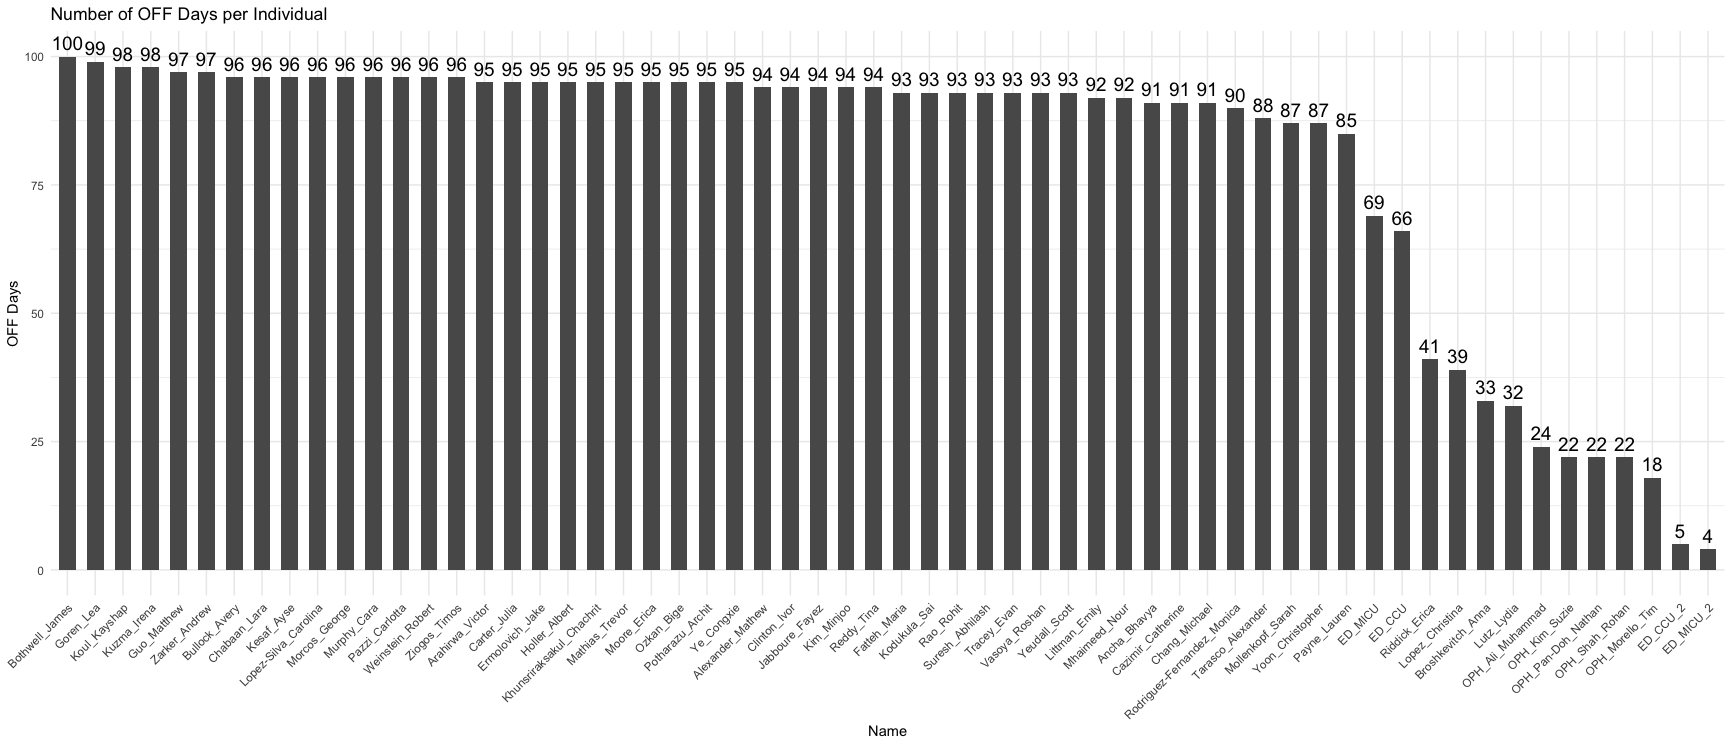 Number of OFF Days per Individual
100 99 98 98 97 97 96 96 96 96 96 96 96 96 96 95 95 95 95 95 95 95 95 95 95 94 94 94 94 94 93 93 93 93 93 93 93 92 92 91 91 91 90 88 87 87 85 69 66 41 39 33 32 24 22 22 22 18 5 4
100
75
50
25
0
OFF Days
Bothwell_James
Goren_Lea
Koul_Kayshap
Kuzma_Irena
Guo_Matthew
Zarker_Andrew
Bullock_Avery
Chabaan_Lara
Kesaf_Ayse
Lopez-Silva_Carolina
Morcos_George
Murphy_Cara
Pazzi_Carlotta
Weinstein_Robert
Ziogos_Timos
Arahirwa_Victor
Carter_Julia
Ermolovich_Jake
Holler_Albert
Khunsriraksakul_Chachrit
Mathias_Trevor
Moore_Erica
Ozkan_Bige
Potharazu_Archit
Ye_Congxie
Alexander_Mathew
Clinton_Ivor
Jabboure_Fayez
Kim_Minjoo
Reddy_Tina
Fatteh_Maria
Koukula_Sai
Rao_Rohit
Suresh_Abhilash
Tracey_Evan
Vasoya_Roshan
Yeudall_Scott
Littman_Emily
Mhaimeed_Nour
Ancha_Bhavya
Cazimir_Cathenne
Chang_Michael
Rodriguez-Fernandez_Monica
Tarasco_Alexander
Mollenkopf_Sarah
Yoon_Christopher
Payne_Lauren
ED_MICU
ED_CCU
Riddick_Erica
Lopez_Christina
Broshkevitch_Anna
Lutz_Lydia
OPH_Ali_Muhammad
OPH_Kim_Suzie
OPH_Pan-Doh_Nathan
OPH_Shah_Rohan
OPH_Morello_Tim
ED_CCU_2
ED_MICU_2
Name